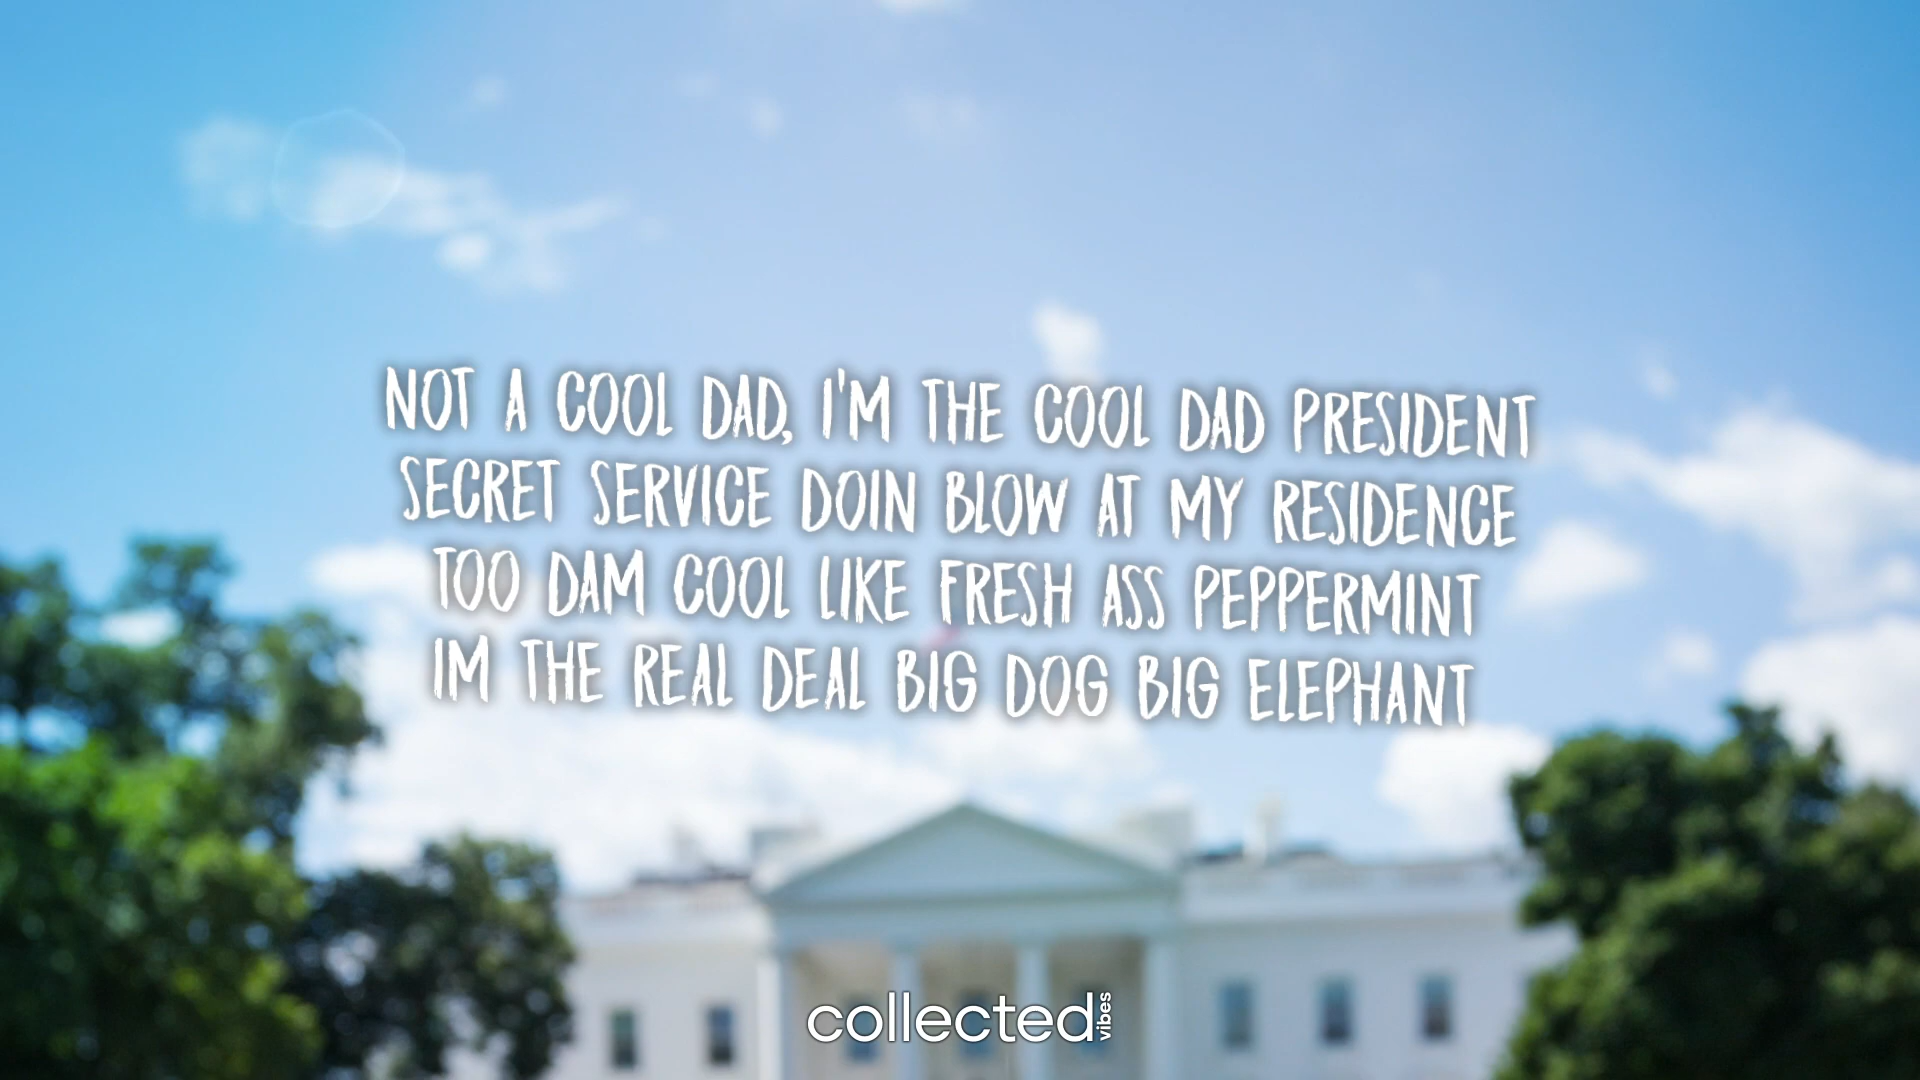 NOT A COOL DAD, I'M THE COOL DAD PRESIDENT
SECRET SERVICE DOIN BLOW AT MY RESIDENCE
TOO DAM COOL LIKE FRESH ASS PEPPERMINT
IM THE REAL DEAL BIG DOG BIG ELEPHANT
collected vibes